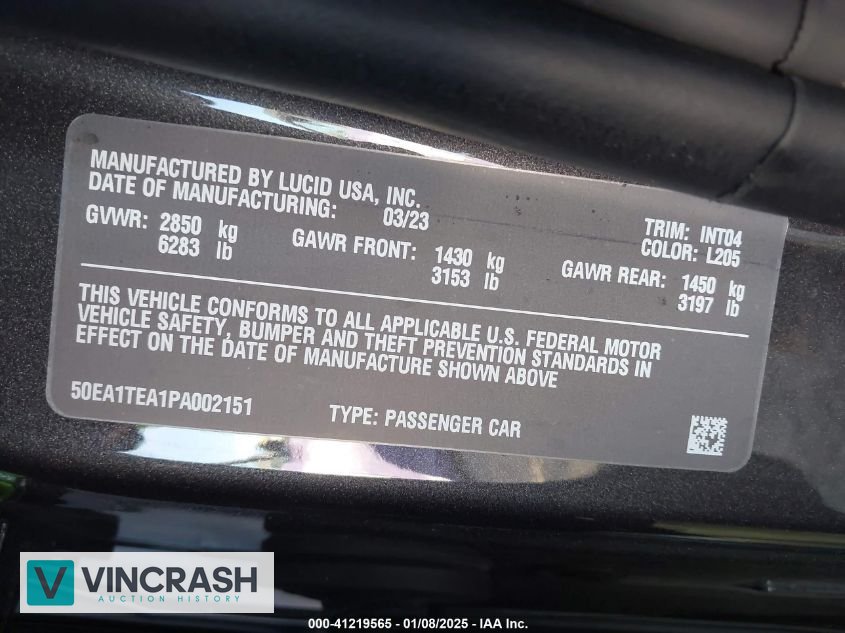 MANUFACTURED BY LUCID USA, INC.
DATE OF MANUFACTURING: 03/23
TRIM: INT04
COLOR: L205
GVWR: 2850 kg
6283 lb
GAWR FRONT: 1430 kg
3153 lb
GAWR REAR: 1450 kg
3197 lb
THIS VEHICLE CONFORMS TO ALL APPLICABLE U.S. FEDERAL MOTOR
VEHICLE SAFETY, BUMPER AND THEFT PREVENTION STANDARDS IN
EFFECT ON THE DATE OF MANUFACTURE SHOWN ABOVE
50EA1TEA1PA002151
TYPE: PASSENGER CAR
V VINCRASH
AUCTION HISTORY
000-41219565 - 01/08/2025 - IAA Inc.